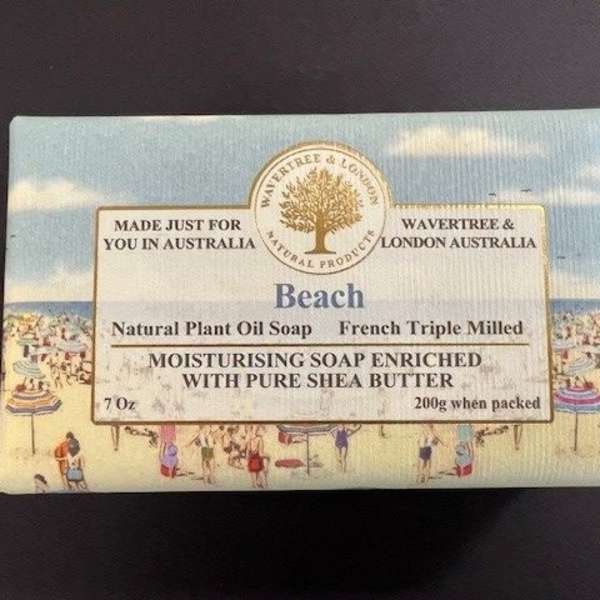 WAVERTREE & LONDON
NATURAL PRODUCTS
MADE JUST FOR
YOU IN AUSTRALIA
WAVERTREE &
LONDON AUSTRALIA
Beach
Natural Plant Oil Soap French Triple Milled
MOISTURISING SOAP ENRICHED
WITH PURE SHEA BUTTER
7 Oz 200g when packed